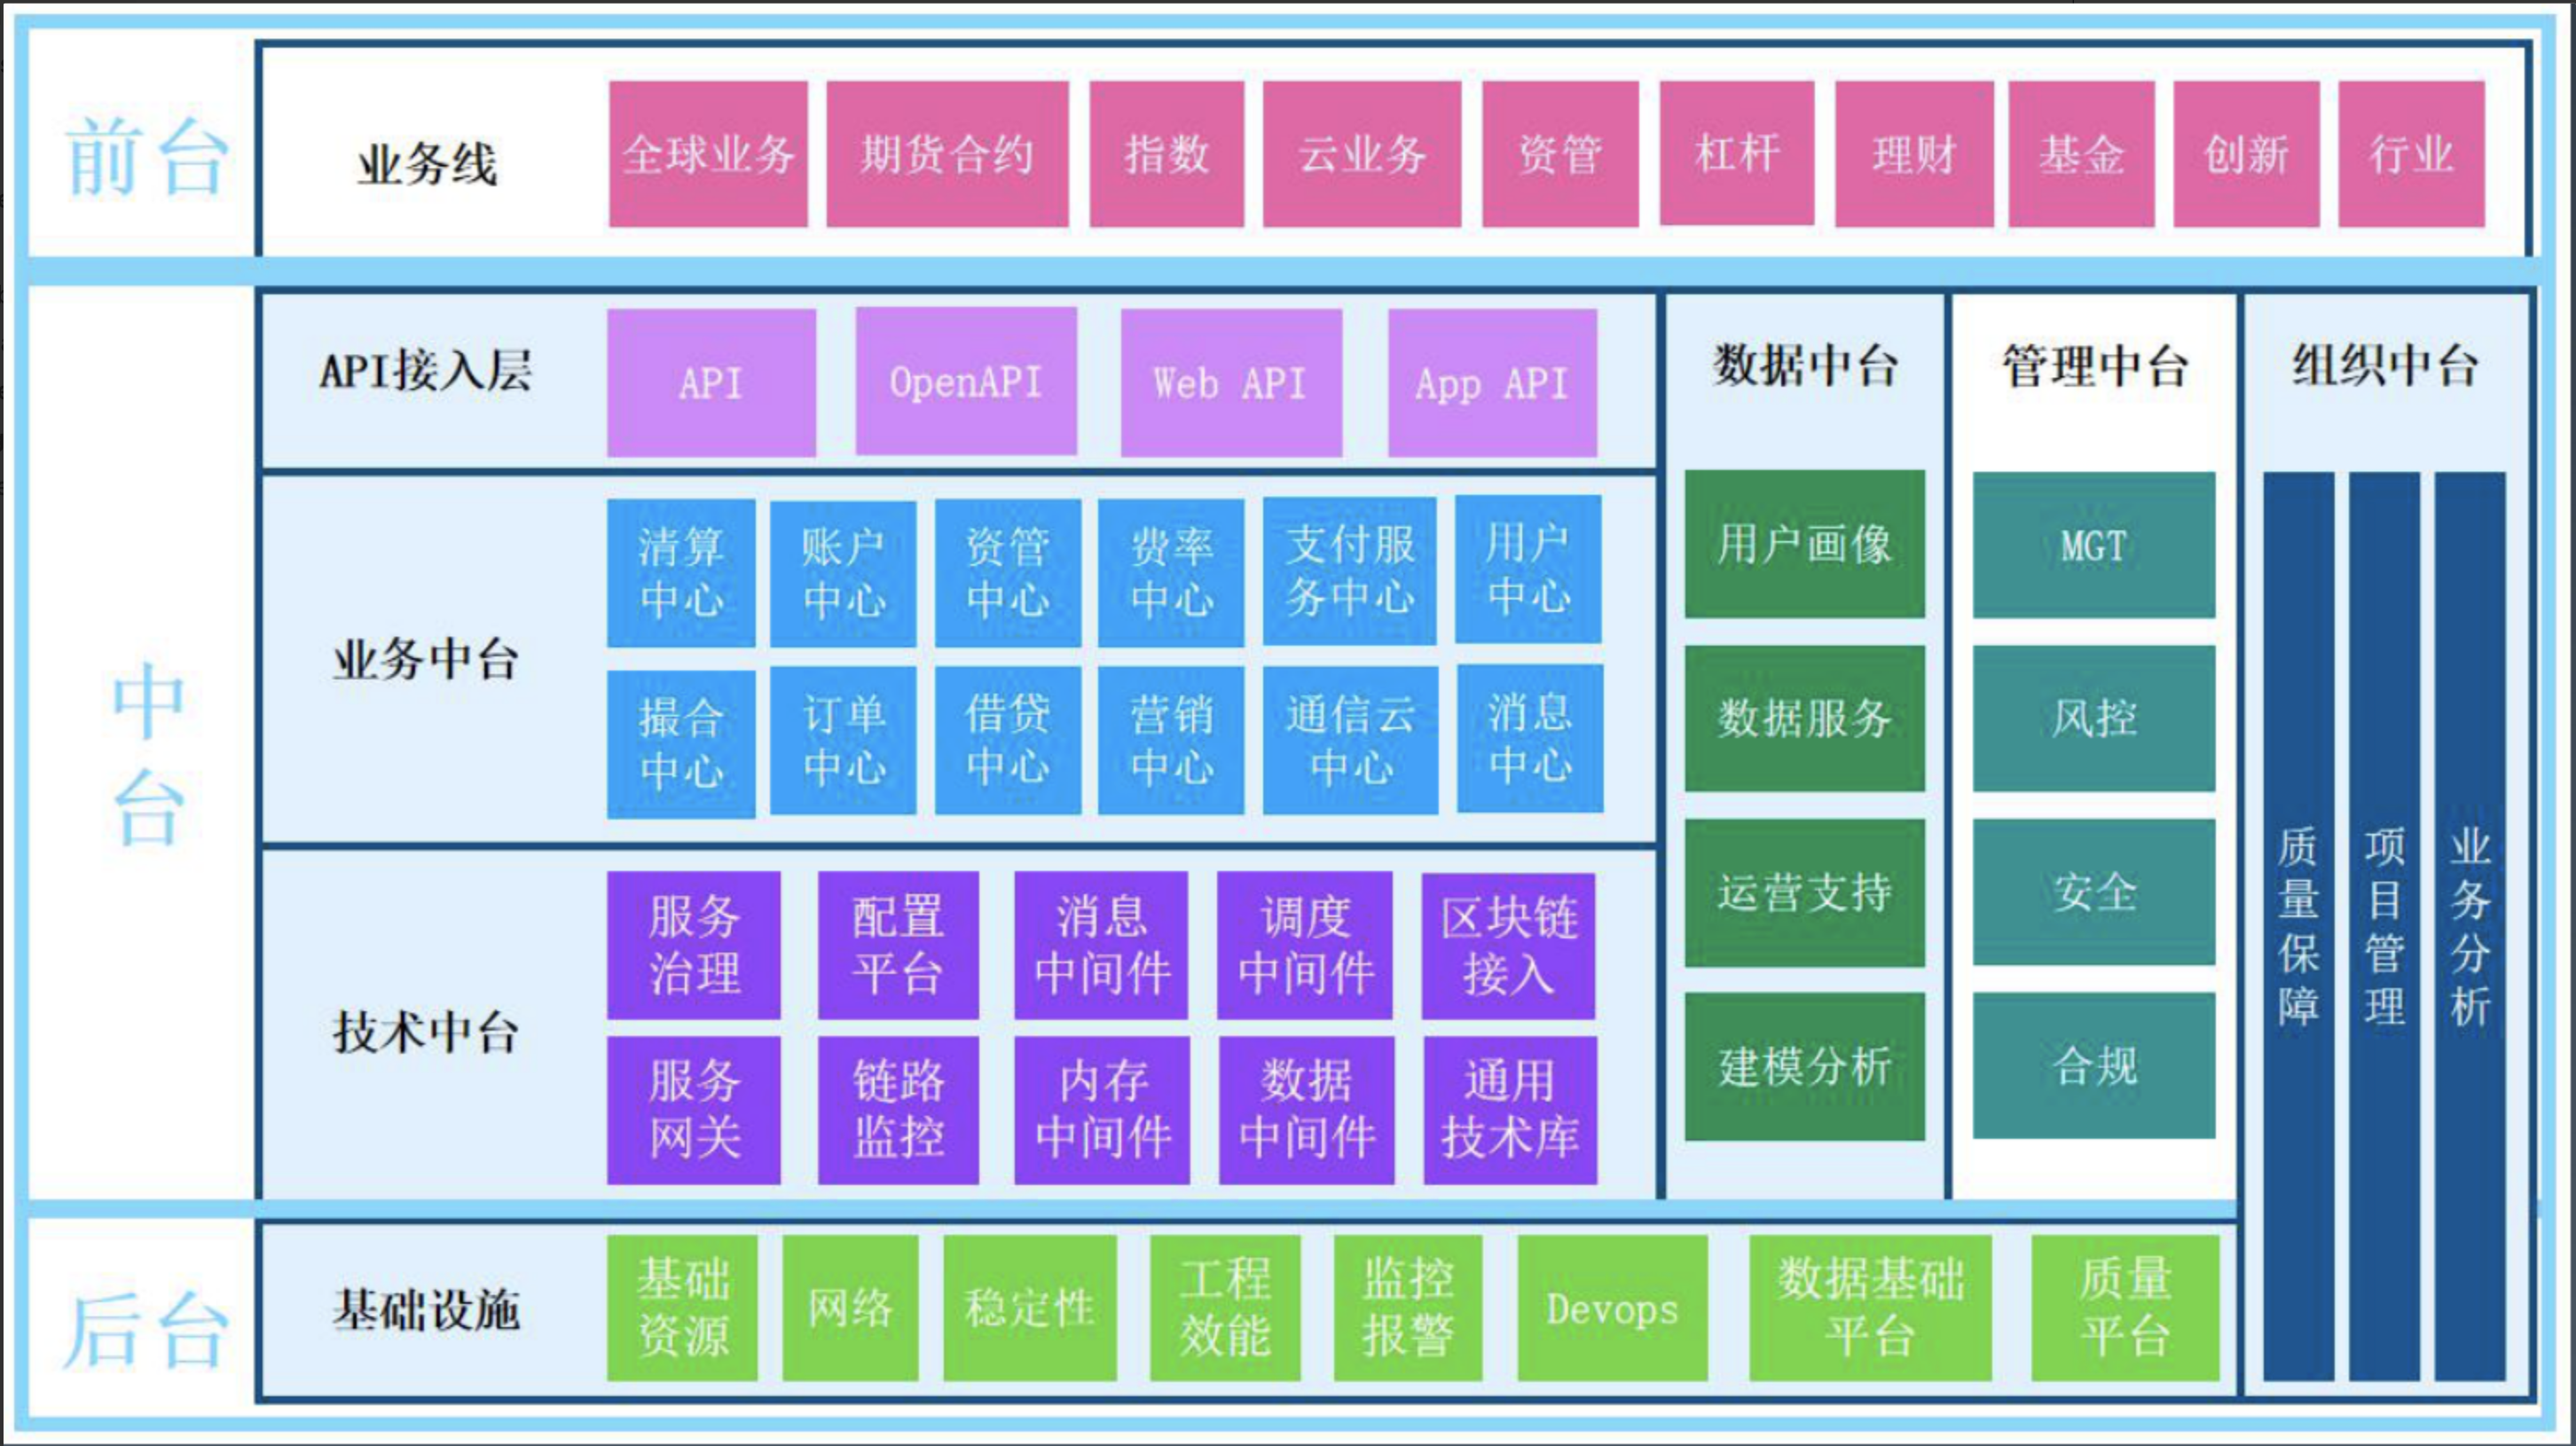 前台
业务线
全球业务
期货合约
指数
云业务
资管
杠杆
理财
基金
创新
行业
中
台
API接入层
API
OpenAPI
Web API
App API
业务中台
清算
中心
账户
中心
资管
中心
费率
中心
支付服
务中心
用户
中心
撮合
中心
订单
中心
借贷
中心
营销
中心
通信云
中心
消息
中心
技术中台
服务
治理
配置
平台
消息
中间件
调度
中间件
区块链
接入
服务
网关
链路
监控
内存
中间件
数据
中间件
通用
技术库
数据中台
用户画像
数据服务
运营支持
建模分析
管理中台
MGT
风控
安全
合规
组织中台
质量保障
项目管理
业务分析
后台
基础设施
基础
资源
网络
稳定性
工程
效能
监控
报警
Devops
数据基础
平台
质量
平台